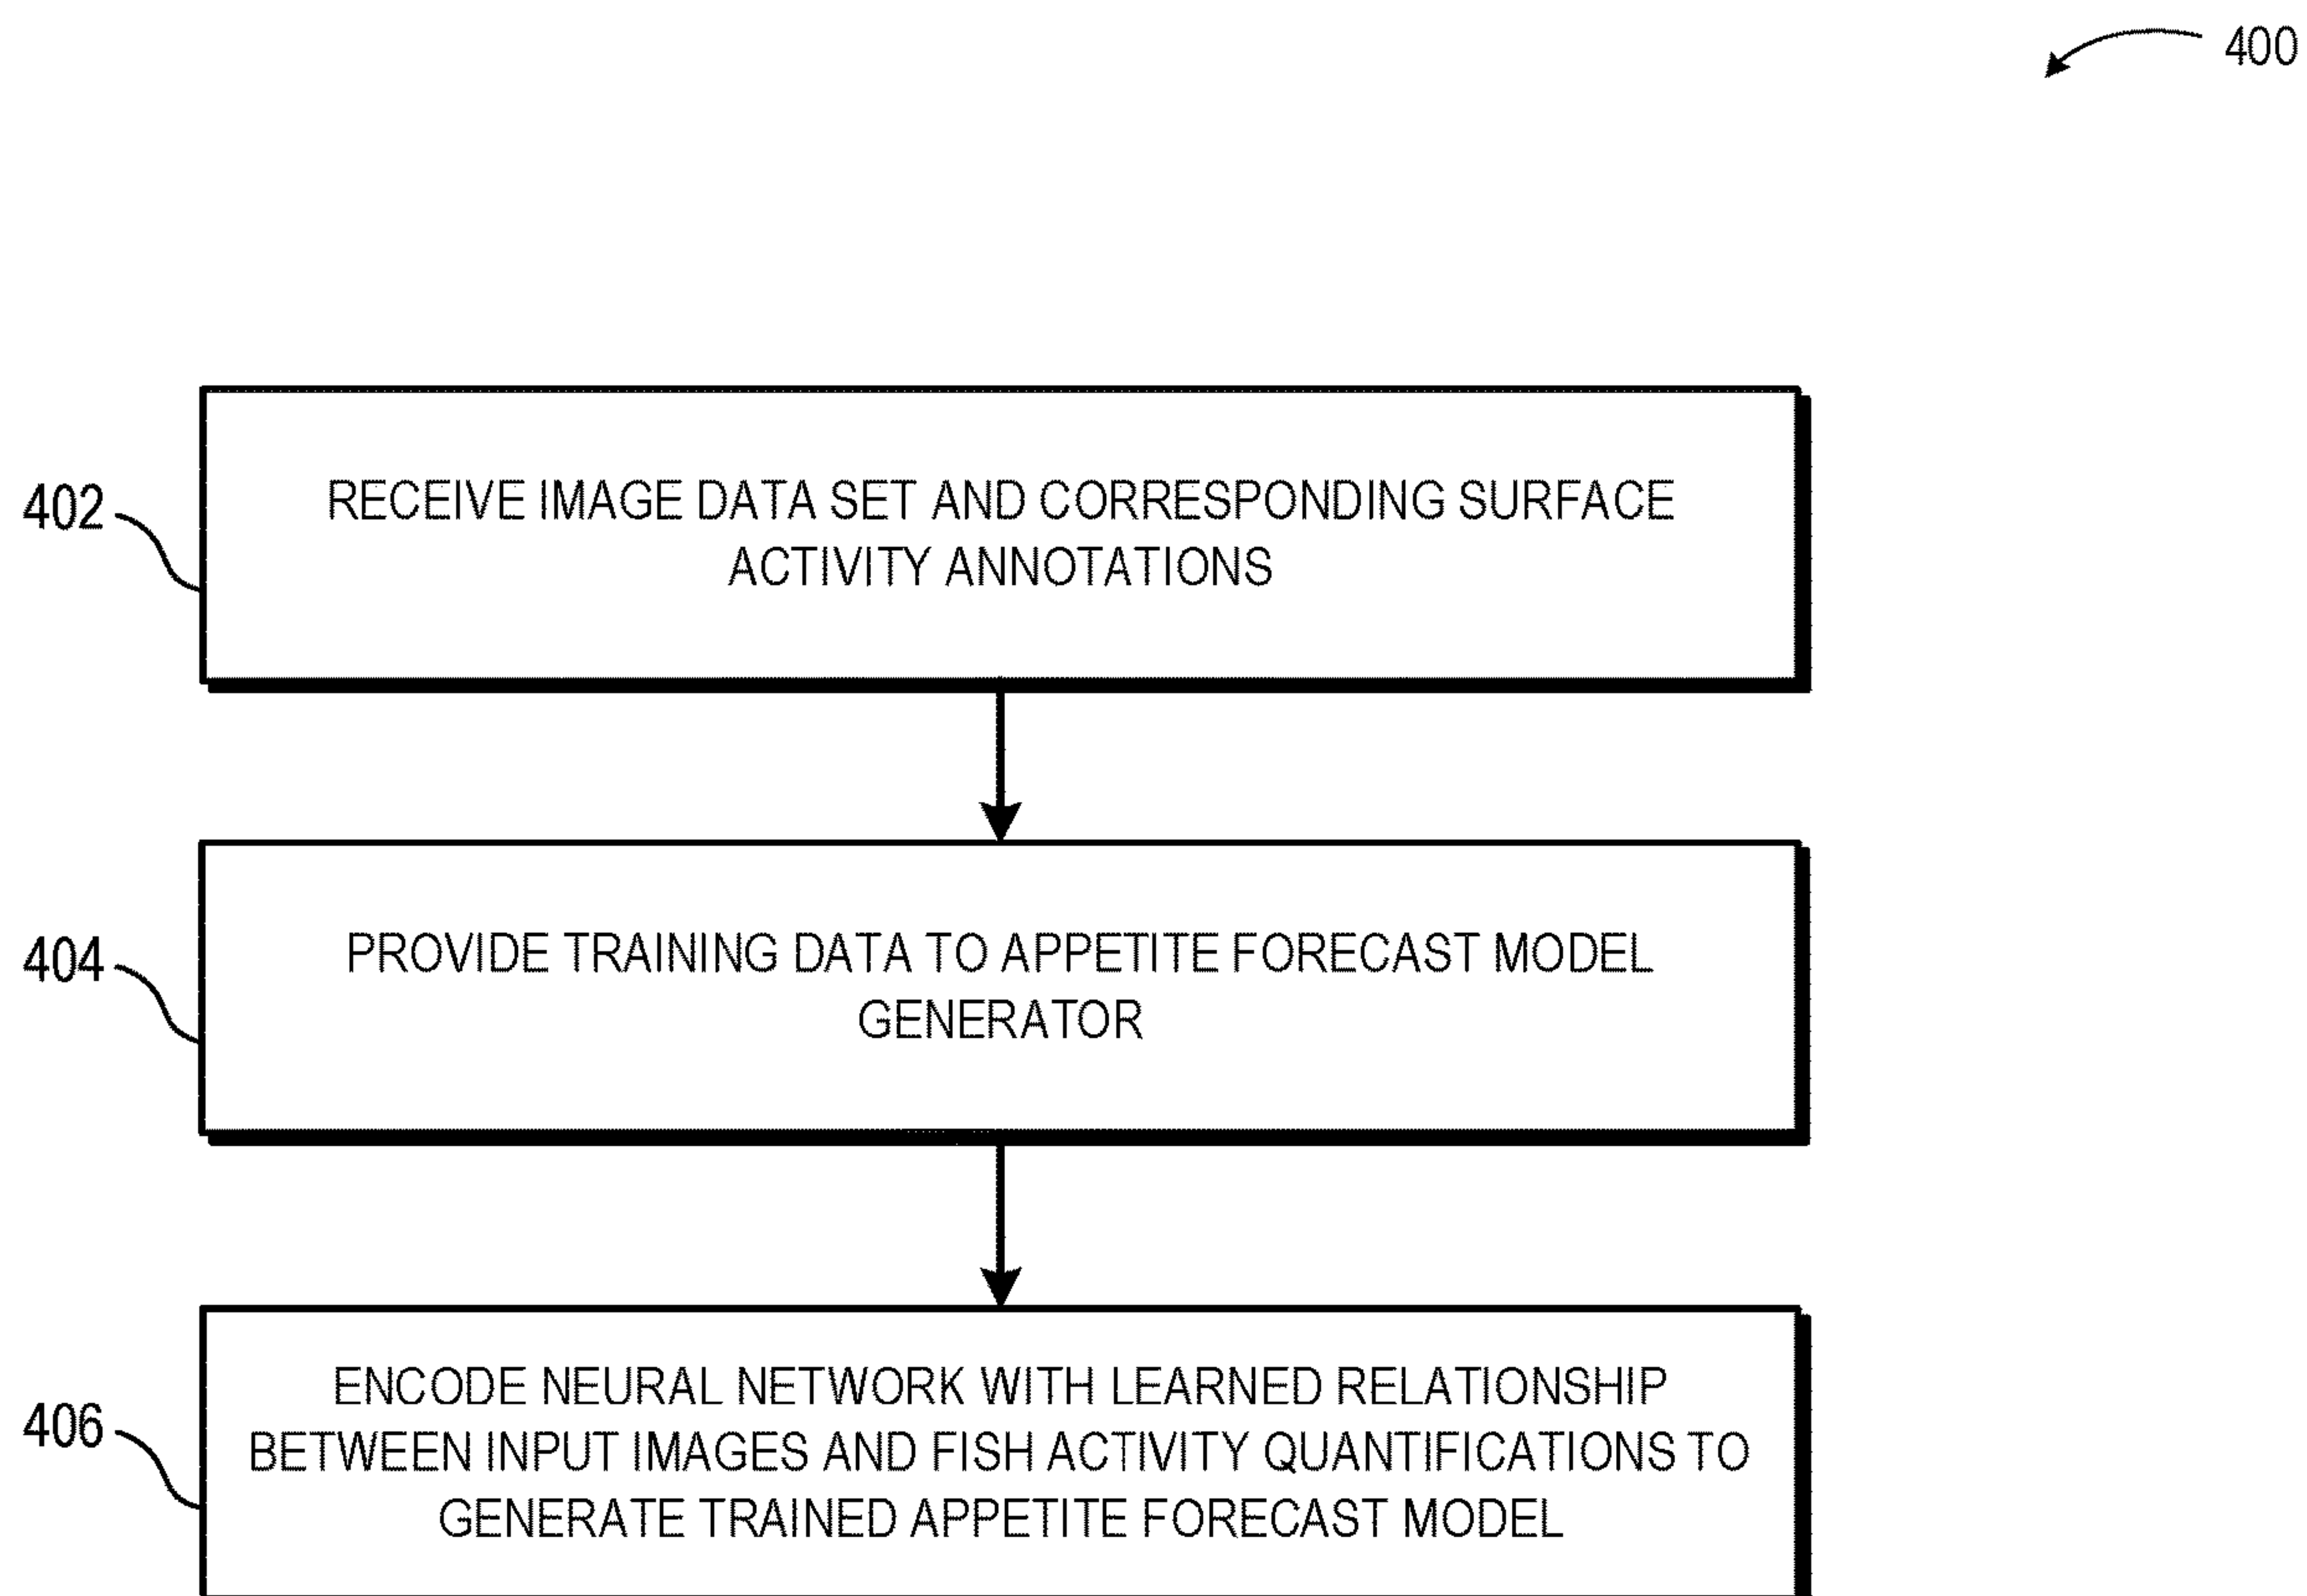 400
402
RECEIVE IMAGE DATA SET AND CORRESPONDING SURFACE
ACTIVITY ANNOTATIONS
404
PROVIDE TRAINING DATA TO APPETITE FORECAST MODEL
GENERATOR
406
ENCODE NEURAL NETWORK WITH LEARNED RELATIONSHIP
BETWEEN INPUT IMAGES AND FISH ACTIVITY QUANTIFICATIONS TO
GENERATE TRAINED APPETITE FORECAST MODEL